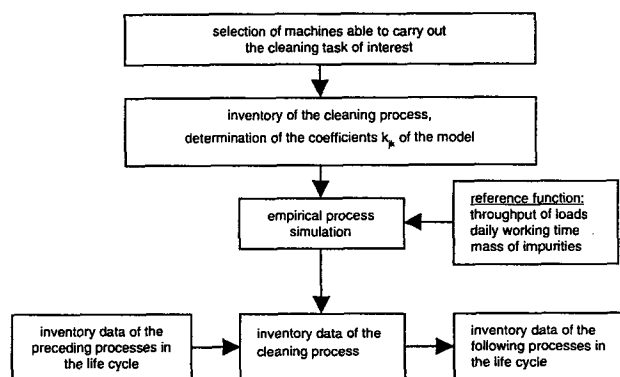 selection of machines able to carry out
the cleaning task of interest
inventory of the cleaning process,
determination of the coefficients k_jk of the model
empirical process
simulation
reference function:
throughput of loads
daily working time
mass of impurities
inventory data of the
preceding processes in
the life cycle
inventory data of the
cleaning process
inventory data of the
following processes in
the life cycle